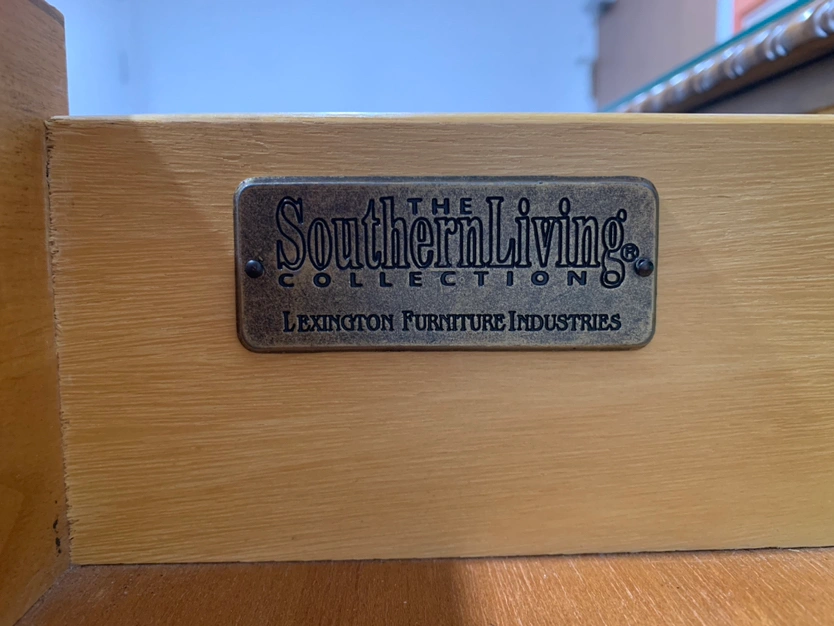 THE
SouthernLiving®
COLLECTION
LEXINGTON FURNITURE INDUSTRIES